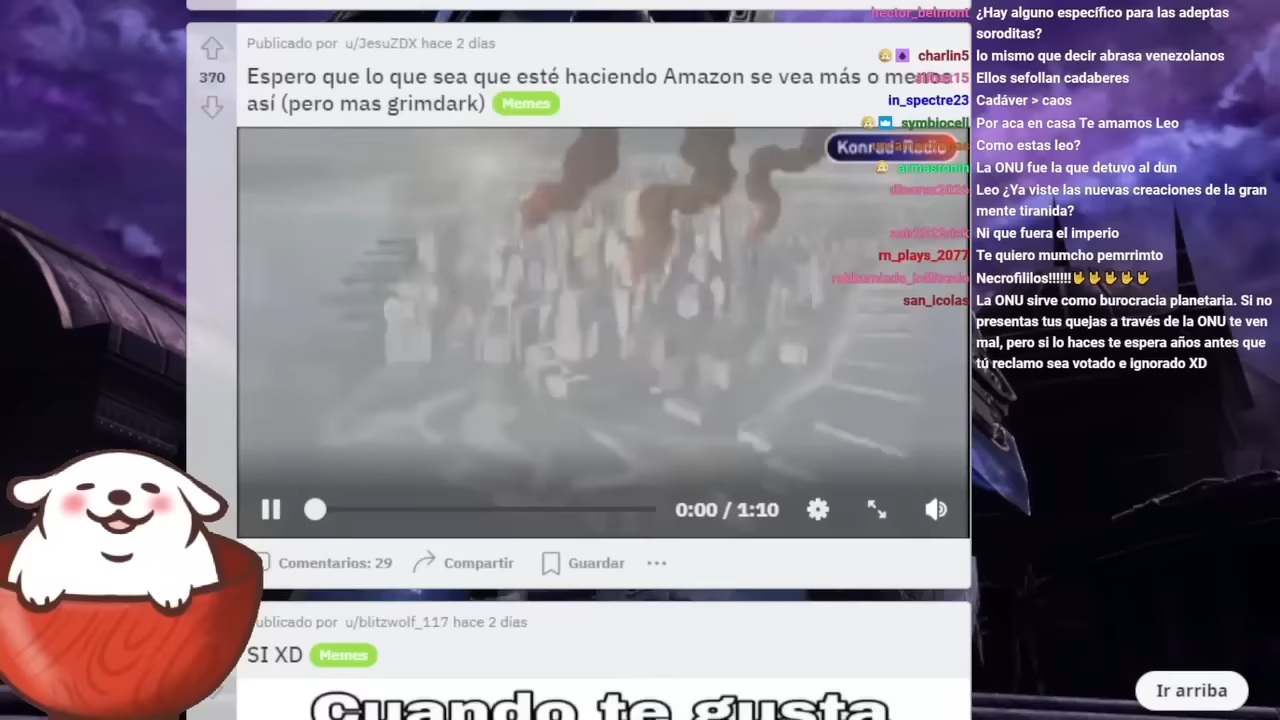 Publicado por u/JesuZDX hace 2 días
370
Espero que lo que sea que esté haciendo Amazon se vea más o menos
así (pero mas grimdark) Memes
Konrad-Radio
0:00 / 1:10
Comentarios: 29 Compartir Guardar
ublicado por u/blitzwolf_117 hace 2 días
SI XD Memes
Cuando te gusta
hector_belmont ¿Hay alguno específico para las adeptas
soroditas?
charlin5 lo mismo que decir abrasa venezolanos
Ellos sefollan cadaberes
in_spectre23 Cadáver > caos
symbiocell Por aca en casa Te amamos Leo
Como estas leo?
armasronin La ONU fue la que detuvo al dun
Leo ¿Ya viste las nuevas creaciones de la gran
mente tiranida?
Ni que fuera el imperio
m_plays_2077 Te quiero mumcho pemrrimto
Necrofililos!!!!!!🤟🤟🤟🤟🤟
san_icolas La ONU sirve como burocracia planetaria. Si no
presentas tus quejas a través de la ONU te ven
mal, pero si lo haces te espera años antes que
tú reclamo sea votado e ignorado XD
Ir arriba